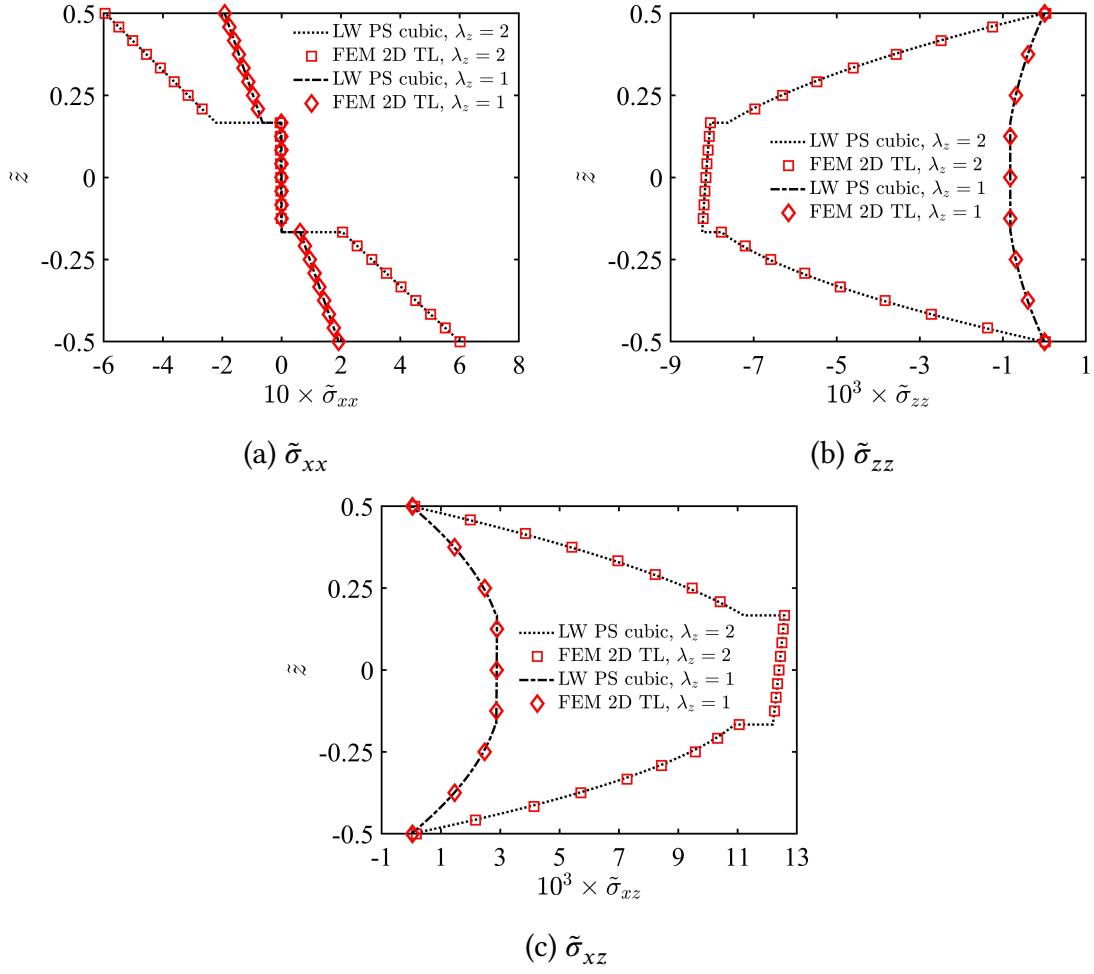 0.5
0.25
0
-0.25
-0.5
z̃
-6 -4 -2 0 2 4 6 8
10 × σ̃xx
LW PS cubic, λz = 2
FEM 2D TL, λz = 2
LW PS cubic, λz = 1
FEM 2D TL, λz = 1
(a) σ̃xx
0.5
0.25
0
-0.25
-0.5
z̃
-9 -7 -5 -3 -1 1
10³ × σ̃zz
LW PS cubic, λz = 2
FEM 2D TL, λz = 2
LW PS cubic, λz = 1
FEM 2D TL, λz = 1
(b) σ̃zz
0.5
0.25
0
-0.25
-0.5
z̃
-1 1 3 5 7 9 11 13
10³ × σ̃xz
LW PS cubic, λz = 2
FEM 2D TL, λz = 2
LW PS cubic, λz = 1
FEM 2D TL, λz = 1
(c) σ̃xz